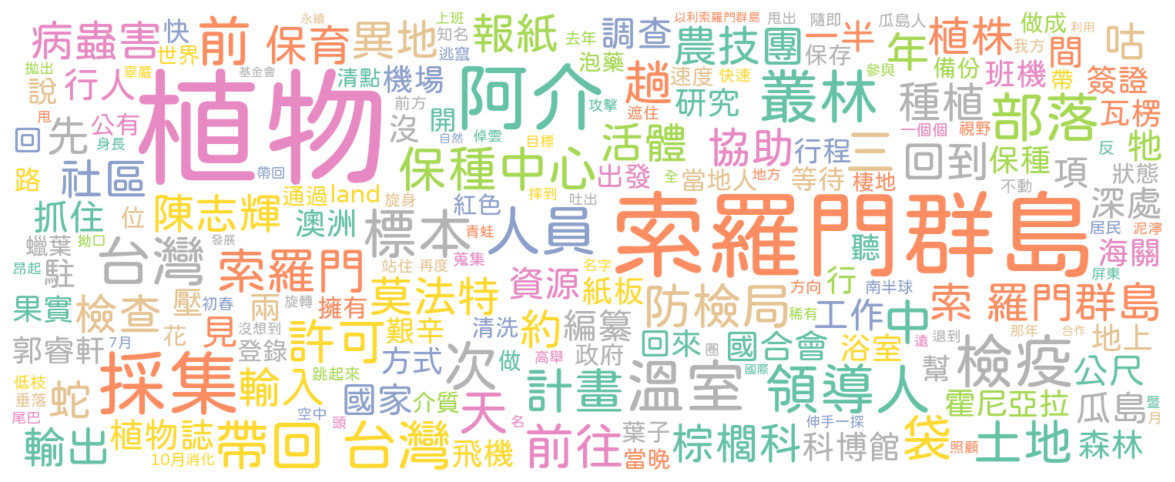 上班 永續 以利索羅門群島 甩出 隨即 瓜島人 做成 利用
病蟲害 快 前 保育 異地 報紙 去年 知名 調查 農技團 一半 年 植株 間 咕
世界 逃竄 泡藥 保存 我方
拋出 辜嚴 基金會 清點 機場 阿介 趟 速度 快速 叢林 參與 備份 班機 帶 簽證
說 行人 植物 前方 攻擊 研究 種植 部落 瓦楞
甩 公有 沒 開 遮住 一個個 視野
回 先 身長 自然 倬雲 目標 活體 協助 行程 三 回到 保種 反 牠
社區 帶回 保種中心 出發 全 當地人 地方 等待 棲地 項 狀態
路 通過 land 旋身 摔到 吐出 不動 深處
抓住 位 陳志輝 澳洲 標本 紅色 人員 索羅門群島 居民 泥濘
蠟葉 拗口 發展 青蛙 聽 海關
昂起 駐 台灣 索羅門 站住 再度 蒐集 名字 方向 行 南半球 屏東
果實 檢查 壓 初春 兩 旋轉 擁有 莫法特 資源 紙板 防檢局 稀有 工作 中 索 羅門群島
花 見 沒想到 許可 艱辛 清洗 約 編纂 遠 退到 那年 合作 地上
郭睿軒 7月 登錄 方式 做 高舉 政府 回來 圈 國合會 浴室 幫 檢疫 公尺
低枝 採集 輸入 跳起來 次 計畫 溫室 國際 領導人
垂落 蛇 國家 介質 天 霍尼亞拉 瓜島 暨
尾巴 空中 頭 名 伸手一探 月
輸出 植物誌 帶回 台灣 飛機 前往 葉子 棕櫚科 科博館 袋 土地 森林
10月 消化 當晚 照顧